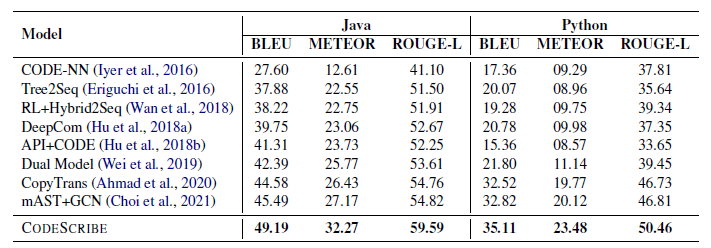 Model Java Python
BLEU METEOR ROUGE-L BLEU METEOR ROUGE-L
CODE-NN (Iyer et al., 2016) 27.60 12.61 41.10 17.36 09.29 37.81
Tree2Seq (Eriguchi et al., 2016) 37.88 22.55 51.50 20.07 08.96 35.64
RL+Hybrid2Seq (Wan et al., 2018) 38.22 22.75 51.91 19.28 09.75 39.34
DeepCom (Hu et al., 2018a) 39.75 23.06 52.67 20.78 09.98 37.35
API+CODE (Hu et al., 2018b) 41.31 23.73 52.25 15.36 08.57 33.65
Dual Model (Wei et al., 2019) 42.39 25.77 53.61 21.80 11.14 39.45
CopyTrans (Ahmad et al., 2020) 44.58 26.43 54.76 32.52 19.77 46.73
mAST+GCN (Choi et al., 2021) 45.49 27.17 54.82 32.82 20.12 46.81
CODESCRIBE 49.19 32.27 59.59 35.11 23.48 50.46